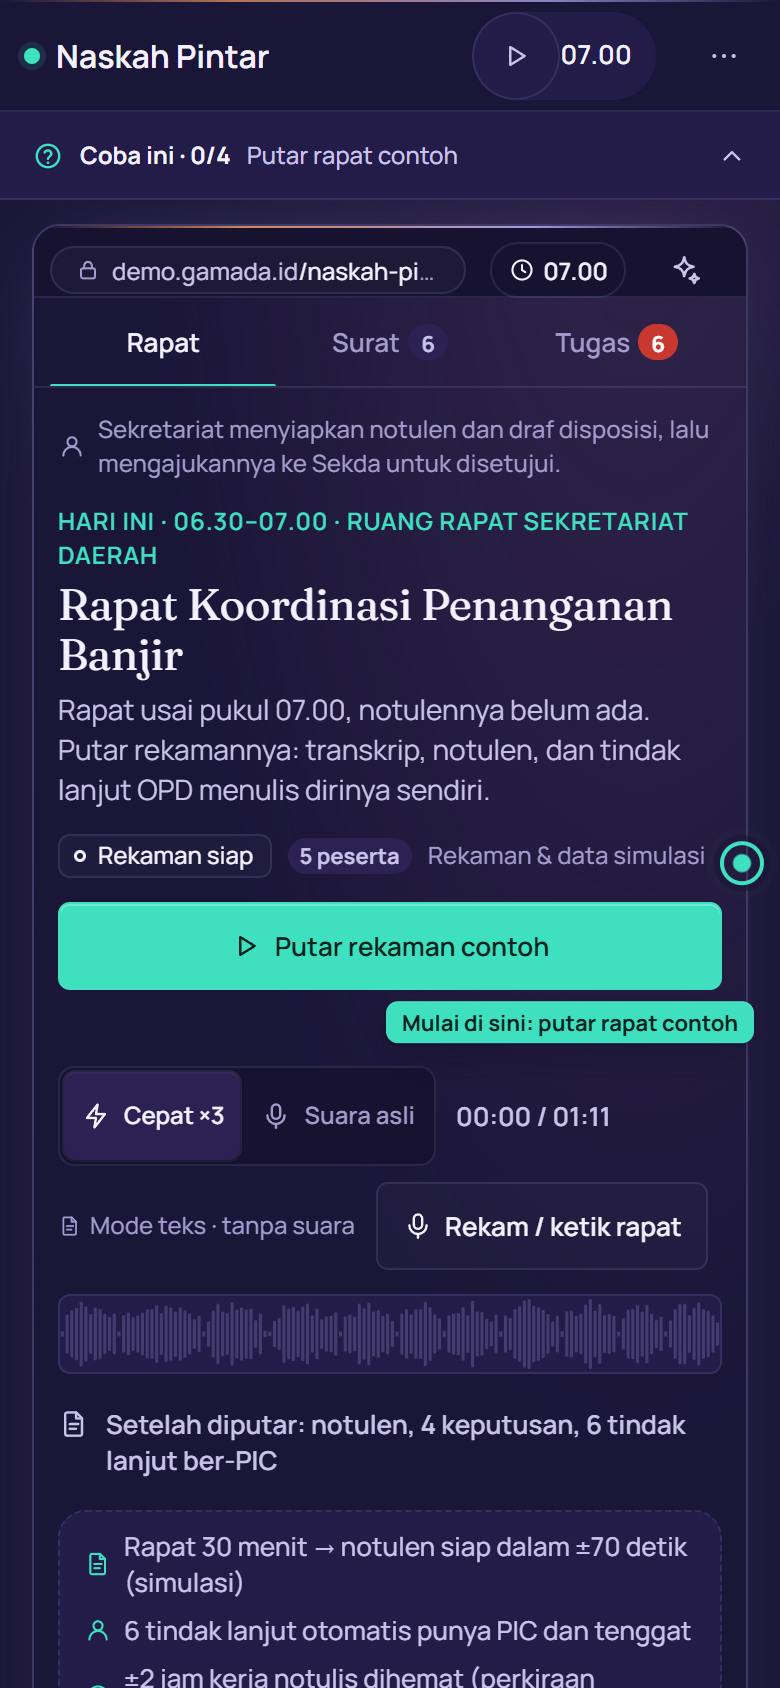 Naskah Pintar
07.00
Coba ini · 0/4 Putar rapat contoh
demo.gamada.id/naskah-pi...
07.00
Rapat
Surat 6
Tugas 6
Sekretariat menyiapkan notulen dan draf disposisi, lalu
mengajukannya ke Sekda untuk disetujui.
HARI INI · 06.30–07.00 · RUANG RAPAT SEKRETARIAT
DAERAH
Rapat Koordinasi Penanganan
Banjir
Rapat usai pukul 07.00, notulennya belum ada.
Putar rekamannya: transkrip, notulen, dan tindak
lanjut OPD menulis dirinya sendiri.
Rekaman siap
5 peserta
Rekaman & data simulasi
Putar rekaman contoh
Mulai di sini: putar rapat contoh
Cepat ×3
Suara asli
00:00 / 01:11
Mode teks · tanpa suara
Rekam / ketik rapat
Setelah diputar: notulen, 4 keputusan, 6 tindak
lanjut ber-PIC
Rapat 30 menit → notulen siap dalam ±70 detik
(simulasi)
6 tindak lanjut otomatis punya PIC dan tenggat
±2 jam kerja notulis dihemat (perkiraan